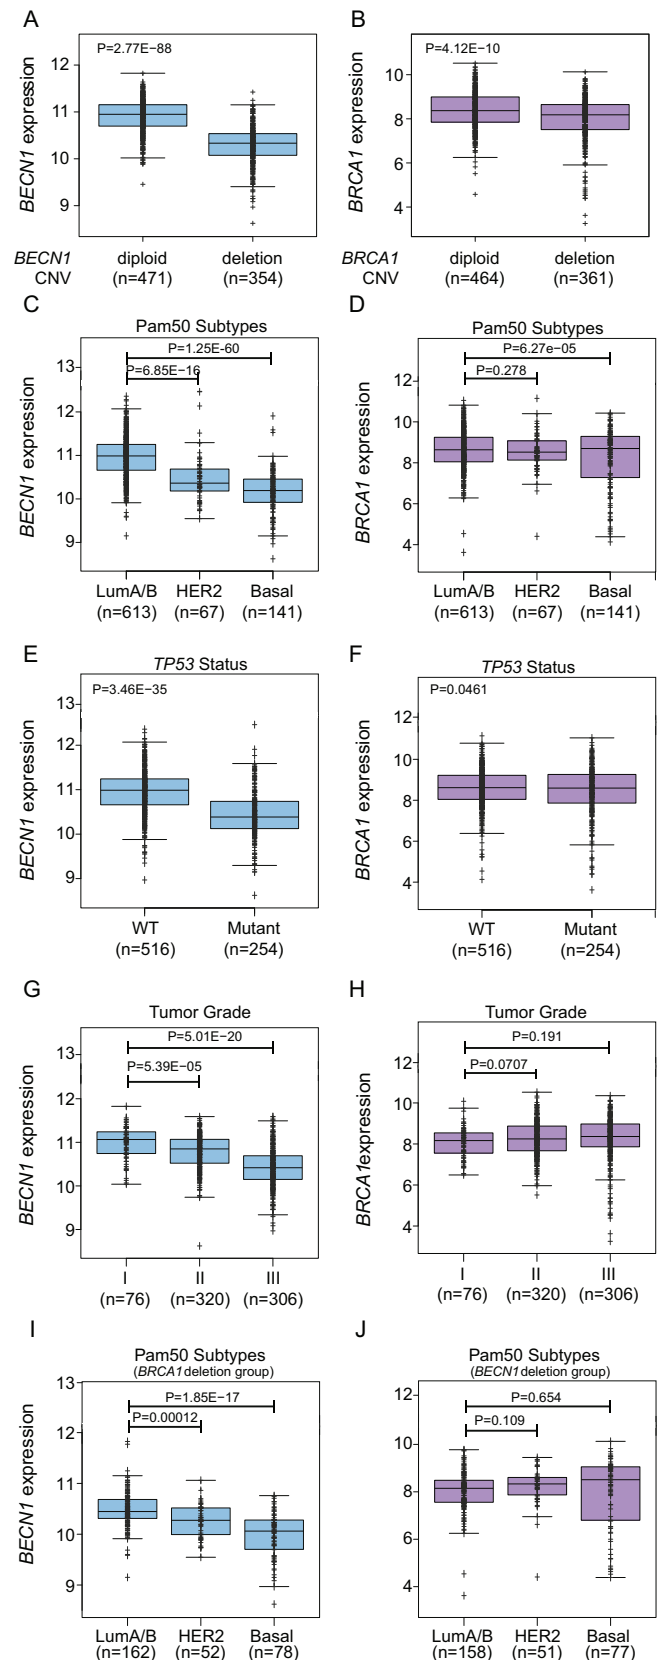 A
P=2.77E−88
BECN1 expression
12
11
10
9
BECN1
CNV
diploid
(n=471)
deletion
(n=354)
B
P=4.12E−10
BRCA1 expression
10
8
6
4
BRCA1
CNV
diploid
(n=464)
deletion
(n=361)
C
Pam50 Subtypes
P=1.25E-60
P=6.85E−16
BECN1 expression
13
12
11
10
9
LumA/B
(n=613)
HER2
(n=67)
Basal
(n=141)
D
Pam50 Subtypes
P=6.27e−05
P=0.278
BRCA1 expression
12
10
8
6
4
LumA/B
(n=613)
HER2
(n=67)
Basal
(n=141)
E
TP53 Status
P=3.46E−35
BECN1 expression
13
12
11
10
9
WT
(n=516)
Mutant
(n=254)
F
TP53 Status
P=0.0461
BRCA1 expression
12
10
8
6
4
WT
(n=516)
Mutant
(n=254)
G
Tumor Grade
P=5.01E−20
P=5.39E−05
BECN1 expression
13
12
11
10
9
I
(n=76)
II
(n=320)
III
(n=306)
H
Tumor Grade
P=0.191
P=0.0707
BRCA1expression
12
10
8
6
4
I
(n=76)
II
(n=320)
III
(n=306)
I
Pam50 Subtypes
(BRCA1 deletion group)
P=1.85E−17
P=0.00012
BECN1 expression
13
12
11
10
9
LumA/B
(n=162)
HER2
(n=52)
Basal
(n=78)
J
Pam50 Subtypes
(BECN1 deletion group)
P=0.654
P=0.109
BRCA1 expression
12
10
8
6
4
LumA/B
(n=158)
HER2
(n=51)
Basal
(n=77)